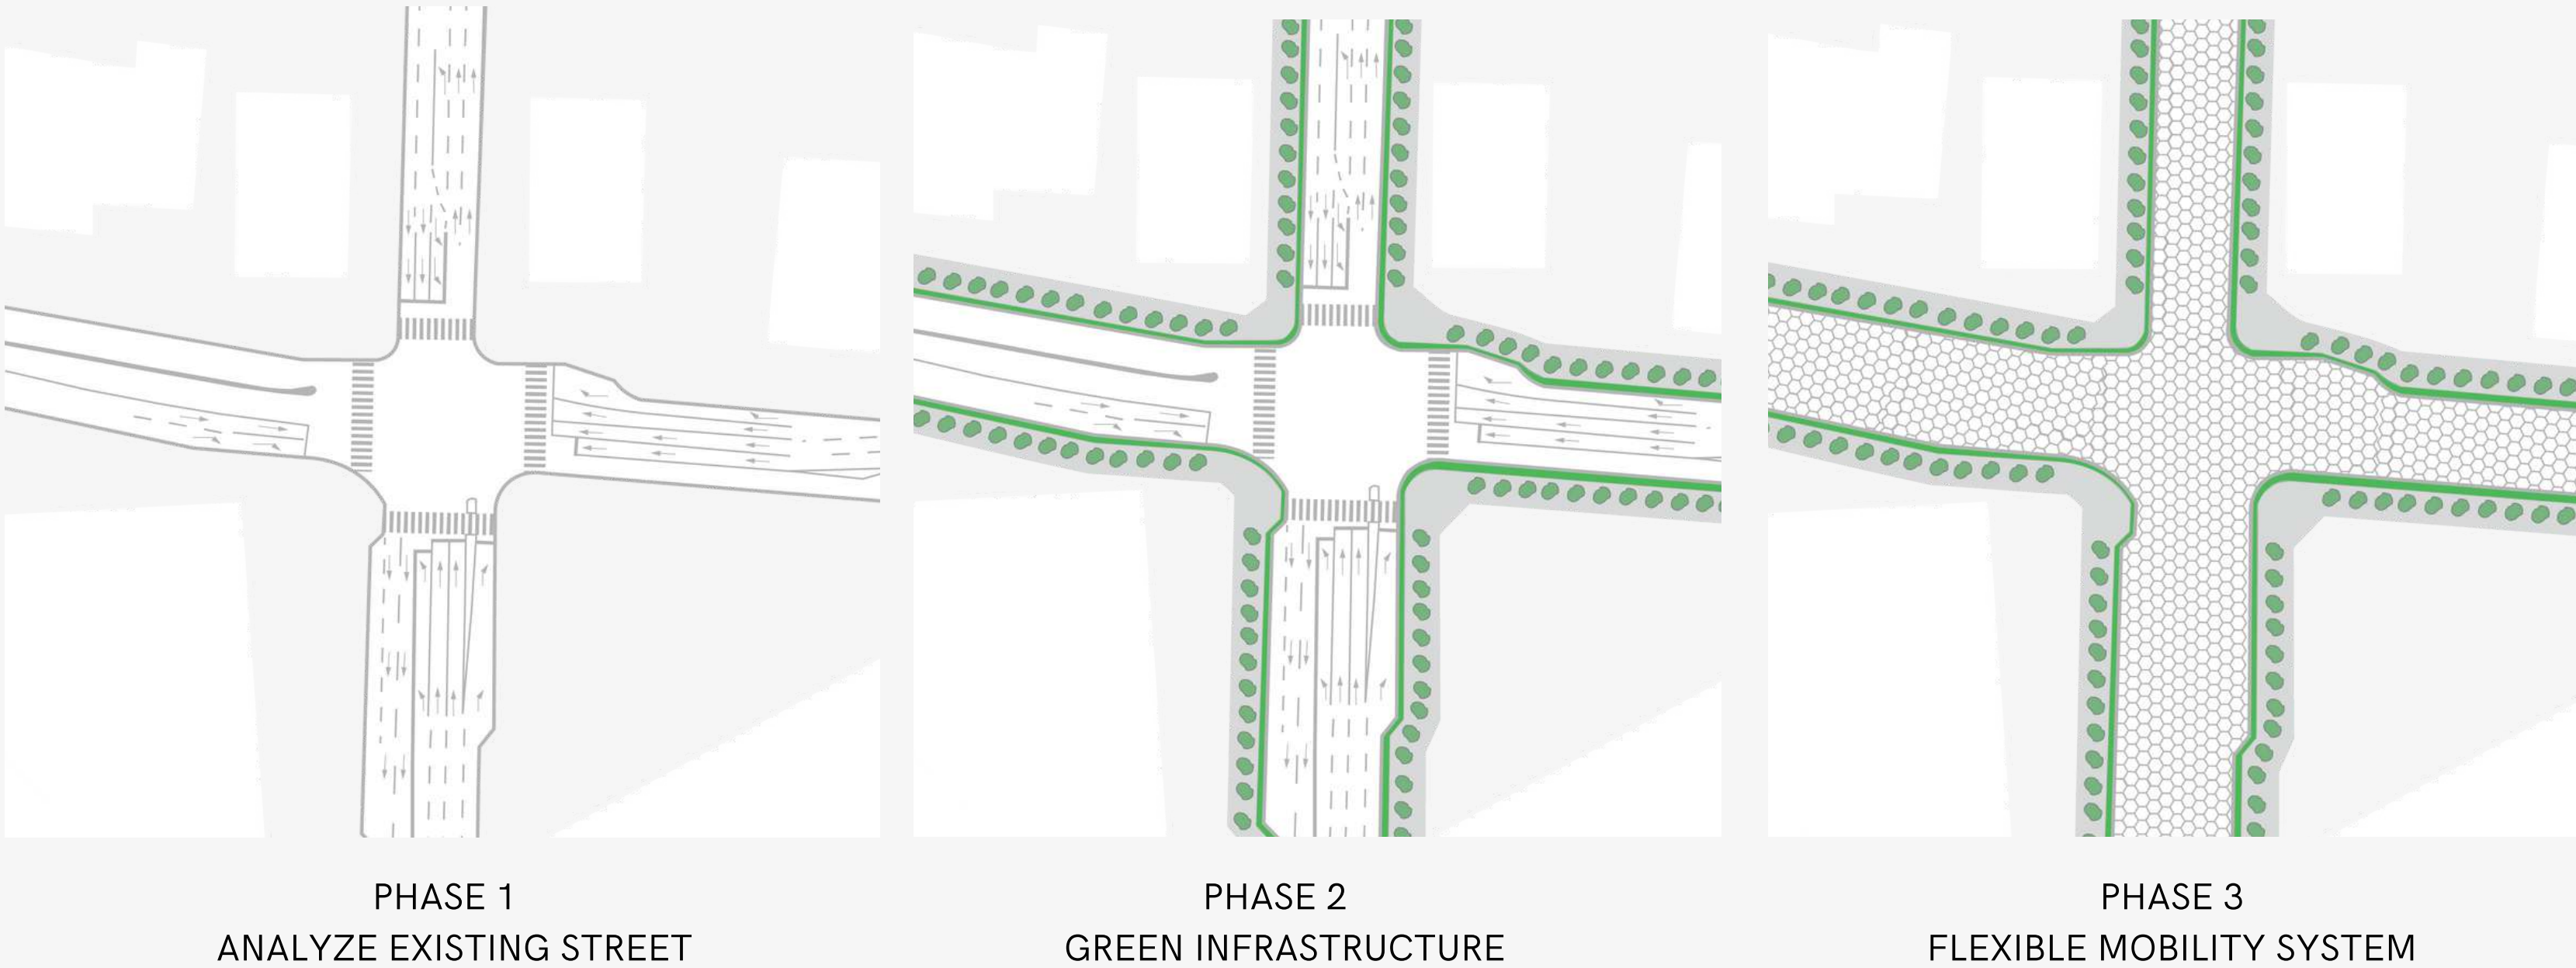 PHASE 1
ANALYZE EXISTING STREET
PHASE 2
GREEN INFRASTRUCTURE
PHASE 3
FLEXIBLE MOBILITY SYSTEM